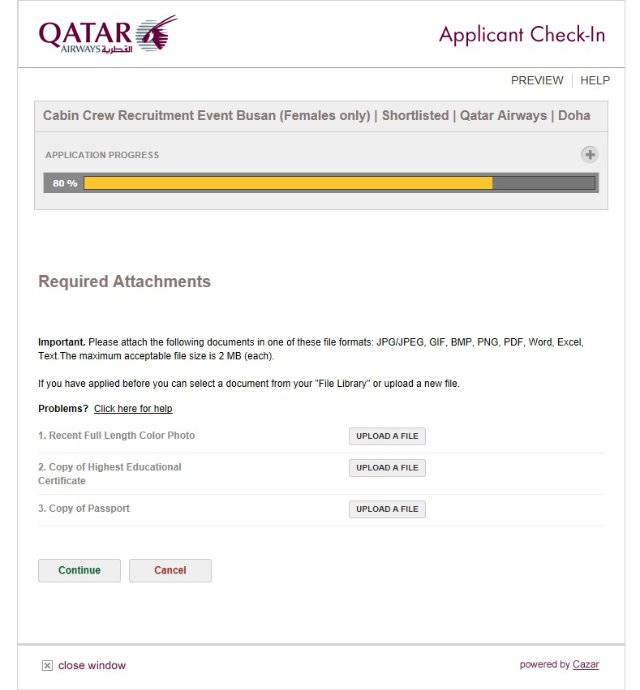 QATAR
AIRWAYS القطرية
Applicant Check-In
PREVIEW HELP
Cabin Crew Recruitment Event Busan (Females only) | Shortlisted | Qatar Airways | Doha
APPLICATION PROGRESS
80 %
Required Attachments
Important. Please attach the following documents in one of these file formats: JPG/JPEG, GIF, BMP, PNG, PDF, Word, Excel,
Text.The maximum acceptable file size is 2 MB (each).
If you have applied before you can select a document from your "File Library" or upload a new file.
Problems? Click here for help
1. Recent Full Length Color Photo UPLOAD A FILE
2. Copy of Highest Educational UPLOAD A FILE
Certificate
3. Copy of Passport UPLOAD A FILE
Continue Cancel
close window powered by Cazar